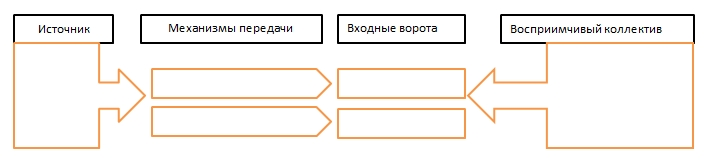 Источник
Механизмы передачи
Входные ворота
Восприимчивый коллектив